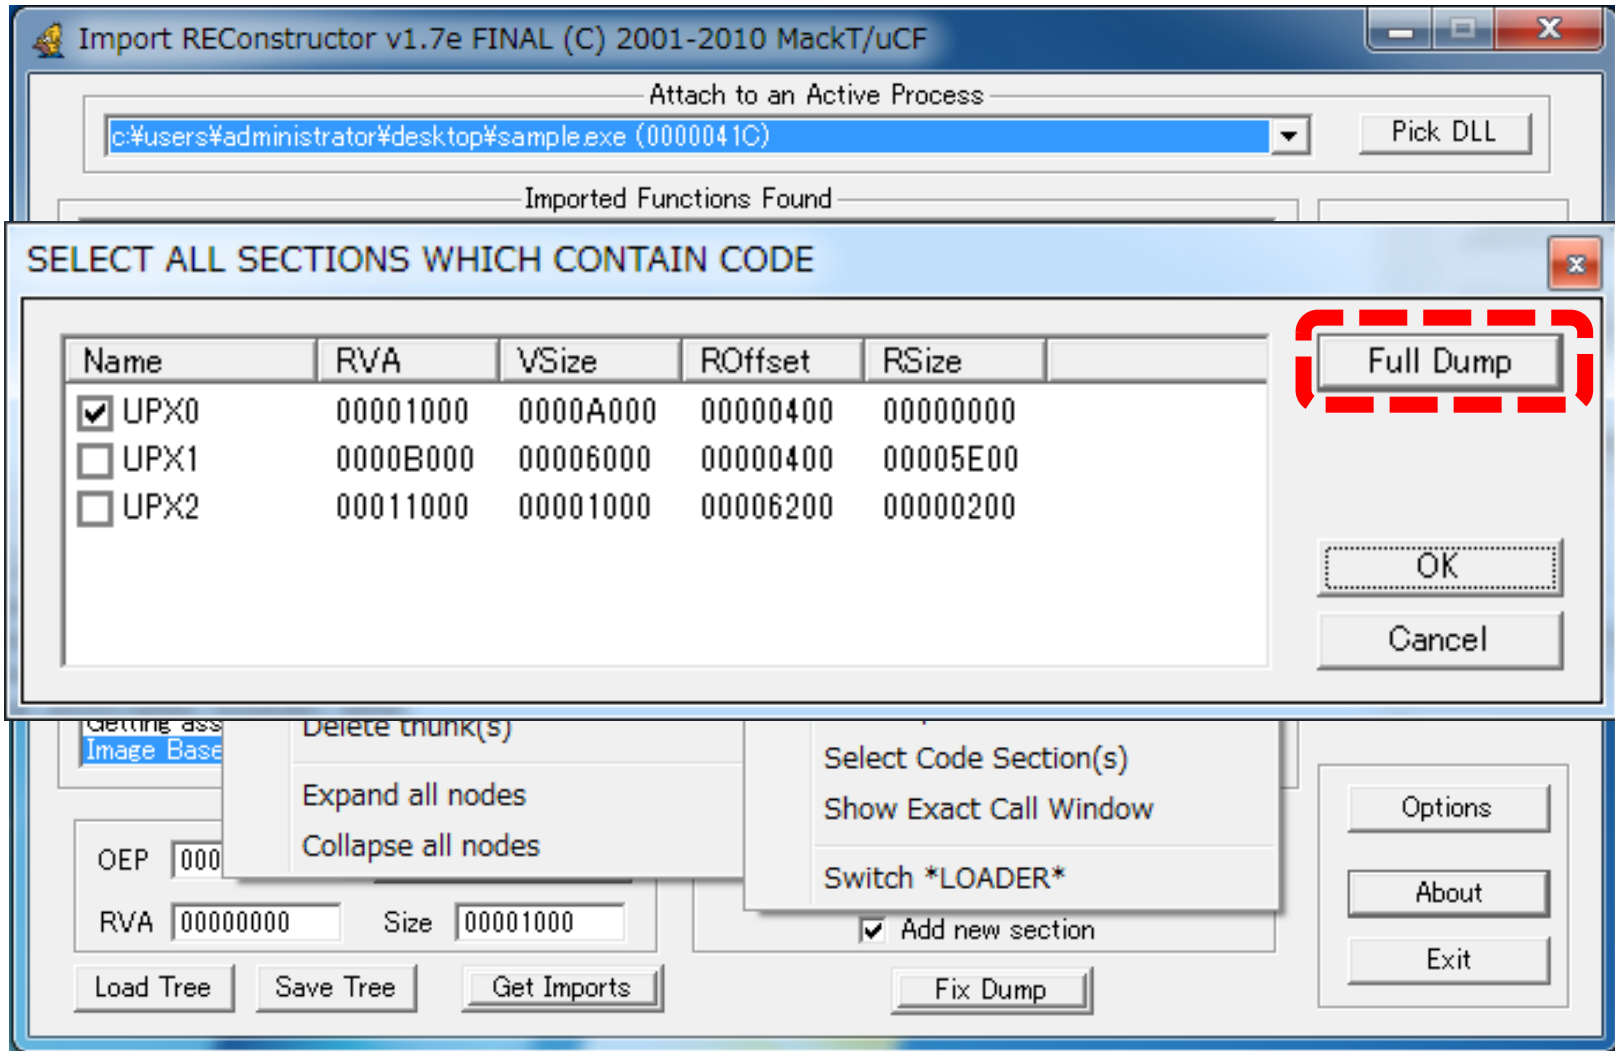 Import REConstructor v1.7e FINAL (C) 2001-2010 MackT/uCF
Attach to an Active Process
c:¥users¥administrator¥desktop¥sample.exe (0000041C)
Pick DLL
Imported Functions Found
SELECT ALL SECTIONS WHICH CONTAIN CODE
Name RVA VSize ROffset RSize
UPX0 00001000 0000A000 00000400 00000000
UPX1 0000B000 00006000 00000400 00005E00
UPX2 00011000 00001000 00006200 00000200
Full Dump
OK
Cancel
Getting ass
Image Base
Delete thunk(s)
Expand all nodes
Collapse all nodes
Select Code Section(s)
Show Exact Call Window
Switch *LOADER*
OEP 000
RVA 00000000 Size 00001000
Add new section
Load Tree Save Tree Get Imports
Fix Dump
Options
About
Exit